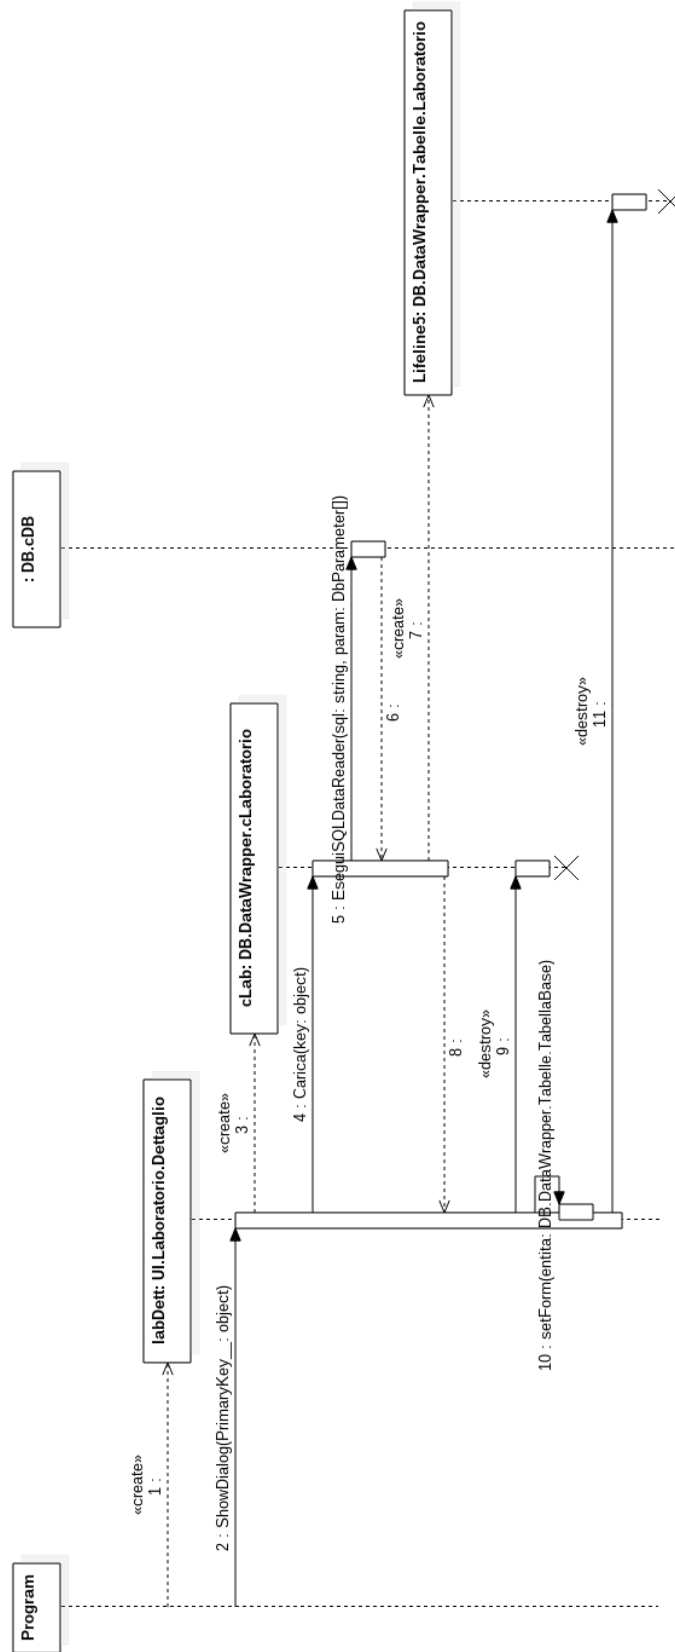 Program
labDett: UI.Laboratorio.Dettaglio
cLab: DB.DataWrapper.cLaboratorio
: DB.cDB
Lifeline5: DB.DataWrapper.Tabelle.Laboratorio
«create»
1 :
2 : ShowDialog(PrimaryKey__: object)
«create»
3 :
4 : Carica(key: object)
5 : EseguiSQLDataReader(sql: string, param: DbParameter[])
6 :
«create»
7 :
8 :
«destroy»
9 :
10 : setForm(entita: DB.DataWrapper.Tabelle.TabellaBase)
«destroy»
11 :